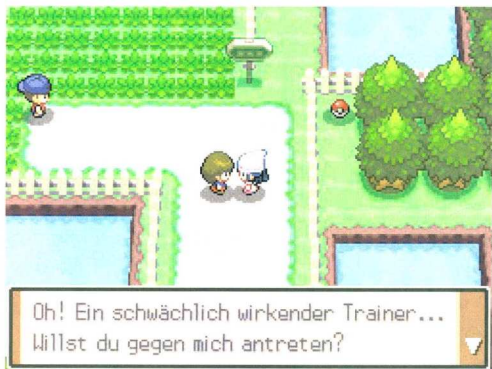 Oh! Ein schwächlich wirkender Trainer...
Willst du gegen mich antreten?